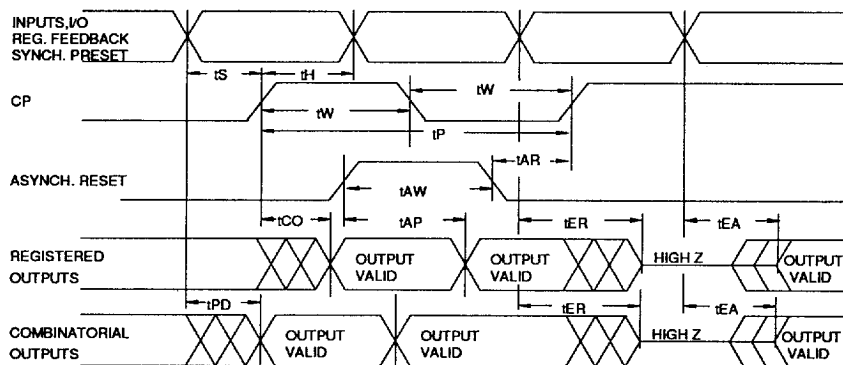 INPUTS,I/O
REG. FEEDBACK
SYNCH. PRESET
tS
tH
tW
CP
tW
tP
tAR
ASYNCH. RESET
tAW
tCO
tAP
tER
tEA
REGISTERED
OUTPUTS
OUTPUT
VALID
OUTPUT
VALID
HIGH Z
OUTPUT
VALID
tPD
tER
tEA
COMBINATORIAL
OUTPUTS
OUTPUT
VALID
OUTPUT
VALID
HIGH Z
OUTPUT
VALID